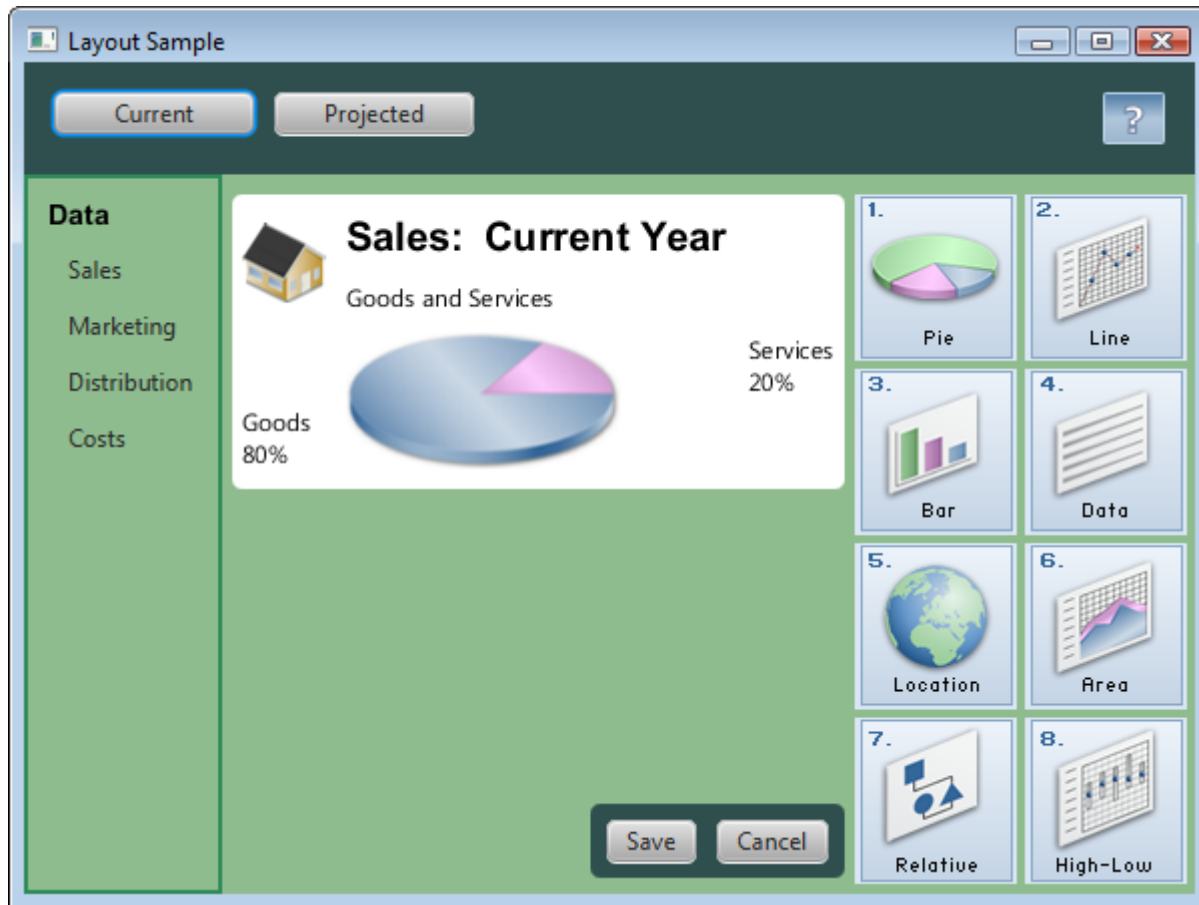 Layout Sample
Current
Projected
?
Data
Sales
Marketing
Distribution
Costs
Sales:  Current Year
Goods and Services
Services
20%
Goods
80%
Save
Cancel
1.
Pie
2.
Line
3.
Bar
4.
Data
5.
Location
6.
Area
7.
Relative
8.
High-Low